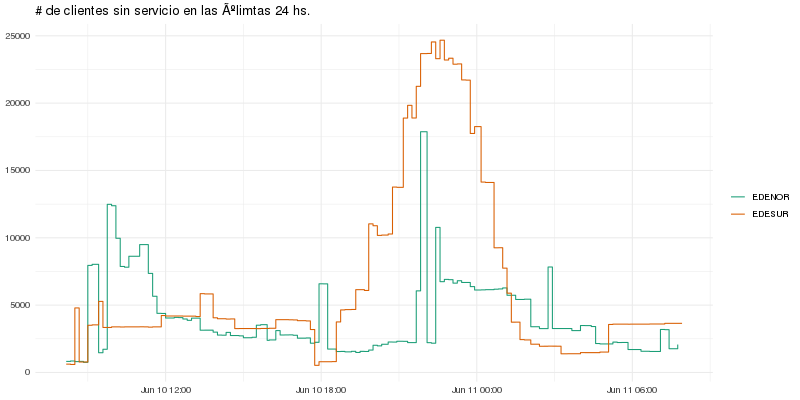 # de clientes sin servicio en las Ãºlimtas 24 hs.
25000
20000
15000
10000
5000
0
Jun 10 12:00
Jun 10 18:00
Jun 11 00:00
Jun 11 06:00
EDENOR
EDESUR